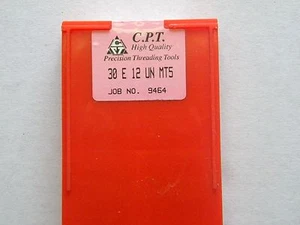 C.P.T.
High Quality
Precision Threading Tools
30 E 12 UN MT5
JOB NO. 9464